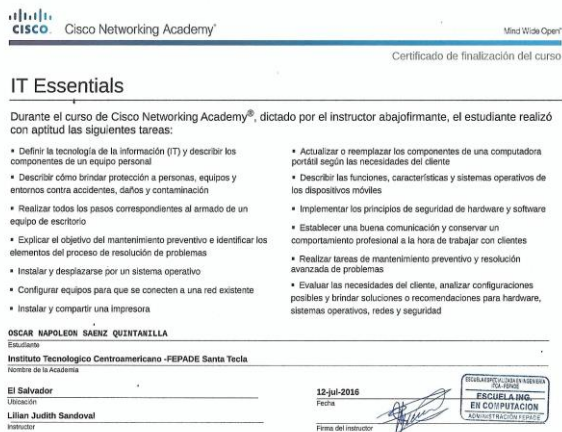 CISCO. Cisco Networking Academy®
Mind Wide Open®
Certificado de finalización del curso
IT Essentials
Durante el curso de Cisco Networking Academy®, dictado por el instructor abajofirmante, el estudiante realizó
con aptitud las siguientes tareas:
▪ Definir la tecnología de la información (IT) y describir los
componentes de un equipo personal
▪ Describir cómo brindar protección a personas, equipos y
entornos contra accidentes, daños y contaminación
▪ Realizar todos los pasos correspondientes al armado de un
equipo de escritorio
▪ Explicar el objetivo del mantenimiento preventivo e identificar los
elementos del proceso de resolución de problemas
▪ Instalar y desplazarse por un sistema operativo
▪ Configurar equipos para que se conecten a una red existente
▪ Instalar y compartir una impresora
▪ Actualizar o reemplazar los componentes de una computadora
portátil según las necesidades del cliente
▪ Describir las funciones, características y sistemas operativos de
los dispositivos móviles
▪ Implementar los principios de seguridad de hardware y software
▪ Establecer una buena comunicación y conservar un
comportamiento profesional a la hora de trabajar con clientes
▪ Realizar tareas de mantenimiento preventivo y resolución
avanzada de problemas
▪ Evaluar las necesidades del cliente, analizar configuraciones
posibles y brindar soluciones o recomendaciones para hardware,
sistemas operativos, redes y seguridad
OSCAR NAPOLEON SAENZ QUINTANILLA
Estudiante
Instituto Tecnologico Centroamericano -FEPADE Santa Tecla
Nombre de la Academia
El Salvador
Ubicación
12-jul-2016
Fecha
Lilian Judith Sandoval
Instructor
Firma del instructor
ESCUELA ESPECIALIZADA EN INGENIERIA
ITCA -FEPADE
ESCUELA ING.
EN COMPUTACION
ADMINISTRACIÓN FEPADE